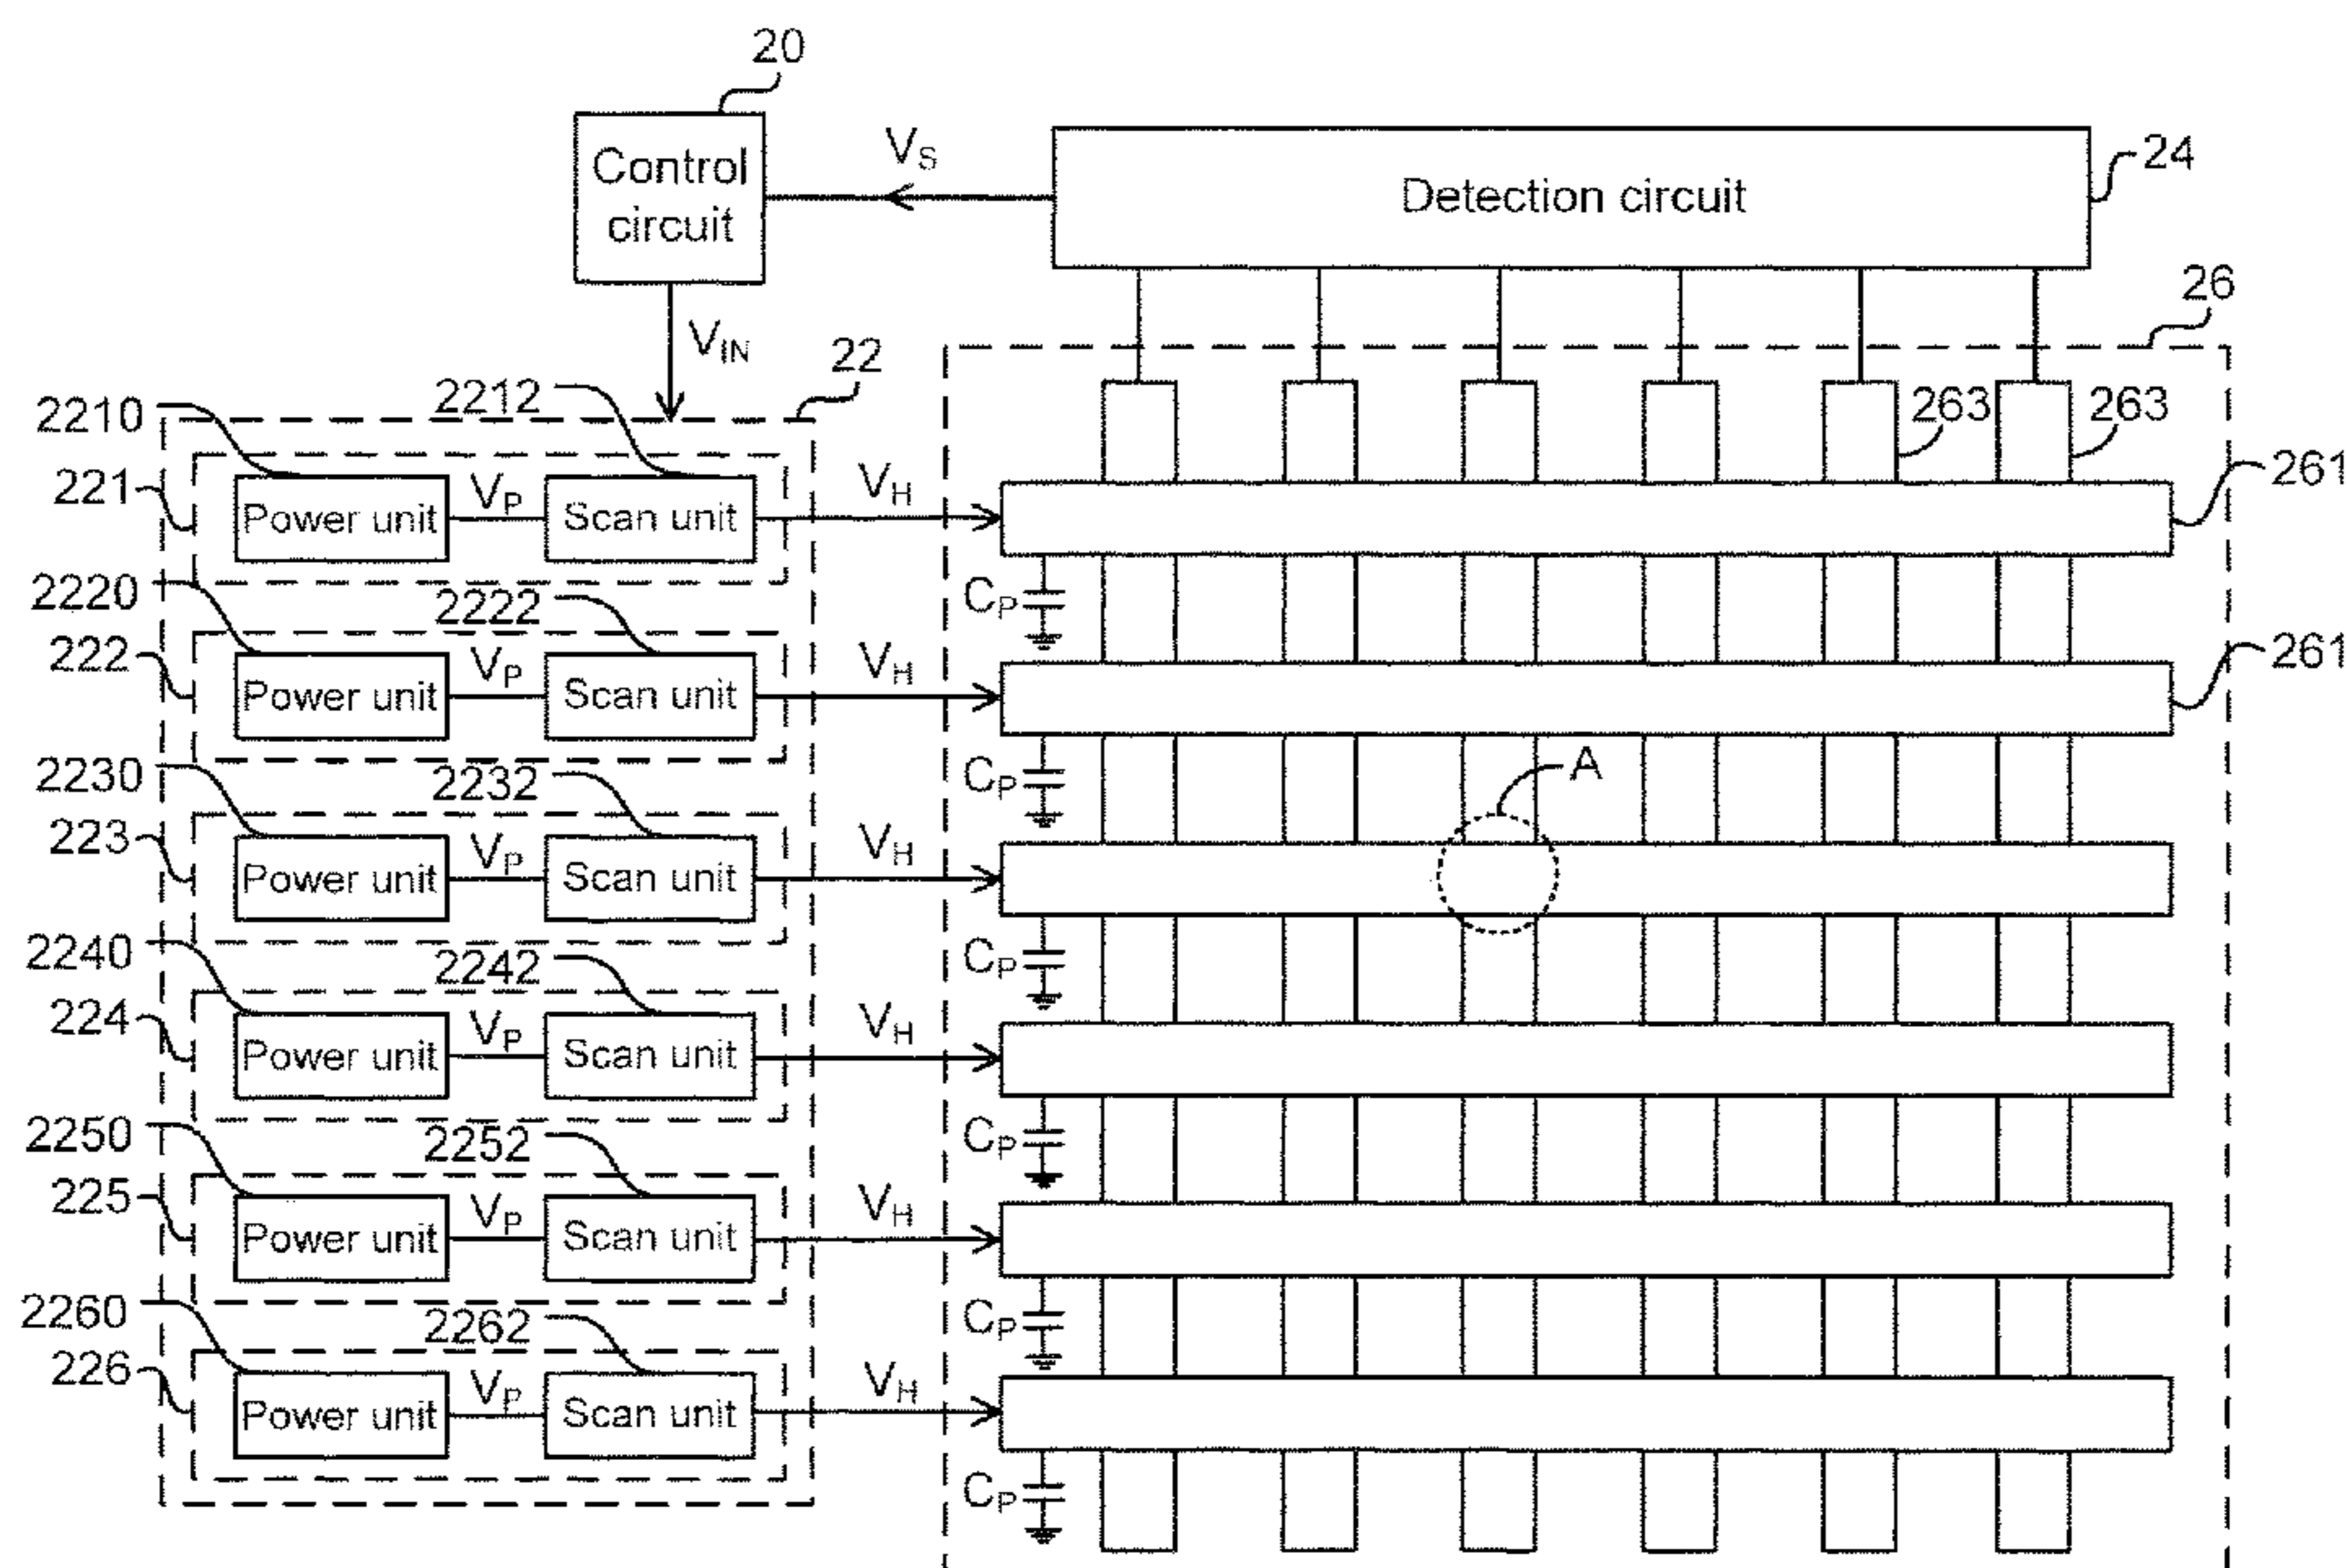 20
Control
circuit
V_S
Detection circuit
24
V_IN
26
22
2210
2212
263
263
221
Power unit
V_P
Scan unit
V_H
261
C_P
2220
2222
222
Power unit
V_P
Scan unit
V_H
261
C_P
A
2230
2232
223
Power unit
V_P
Scan unit
V_H
C_P
2240
2242
224
Power unit
V_P
Scan unit
V_H
C_P
2250
2252
225
Power unit
V_P
Scan unit
V_H
C_P
2260
2262
226
Power unit
V_P
Scan unit
V_H
C_P